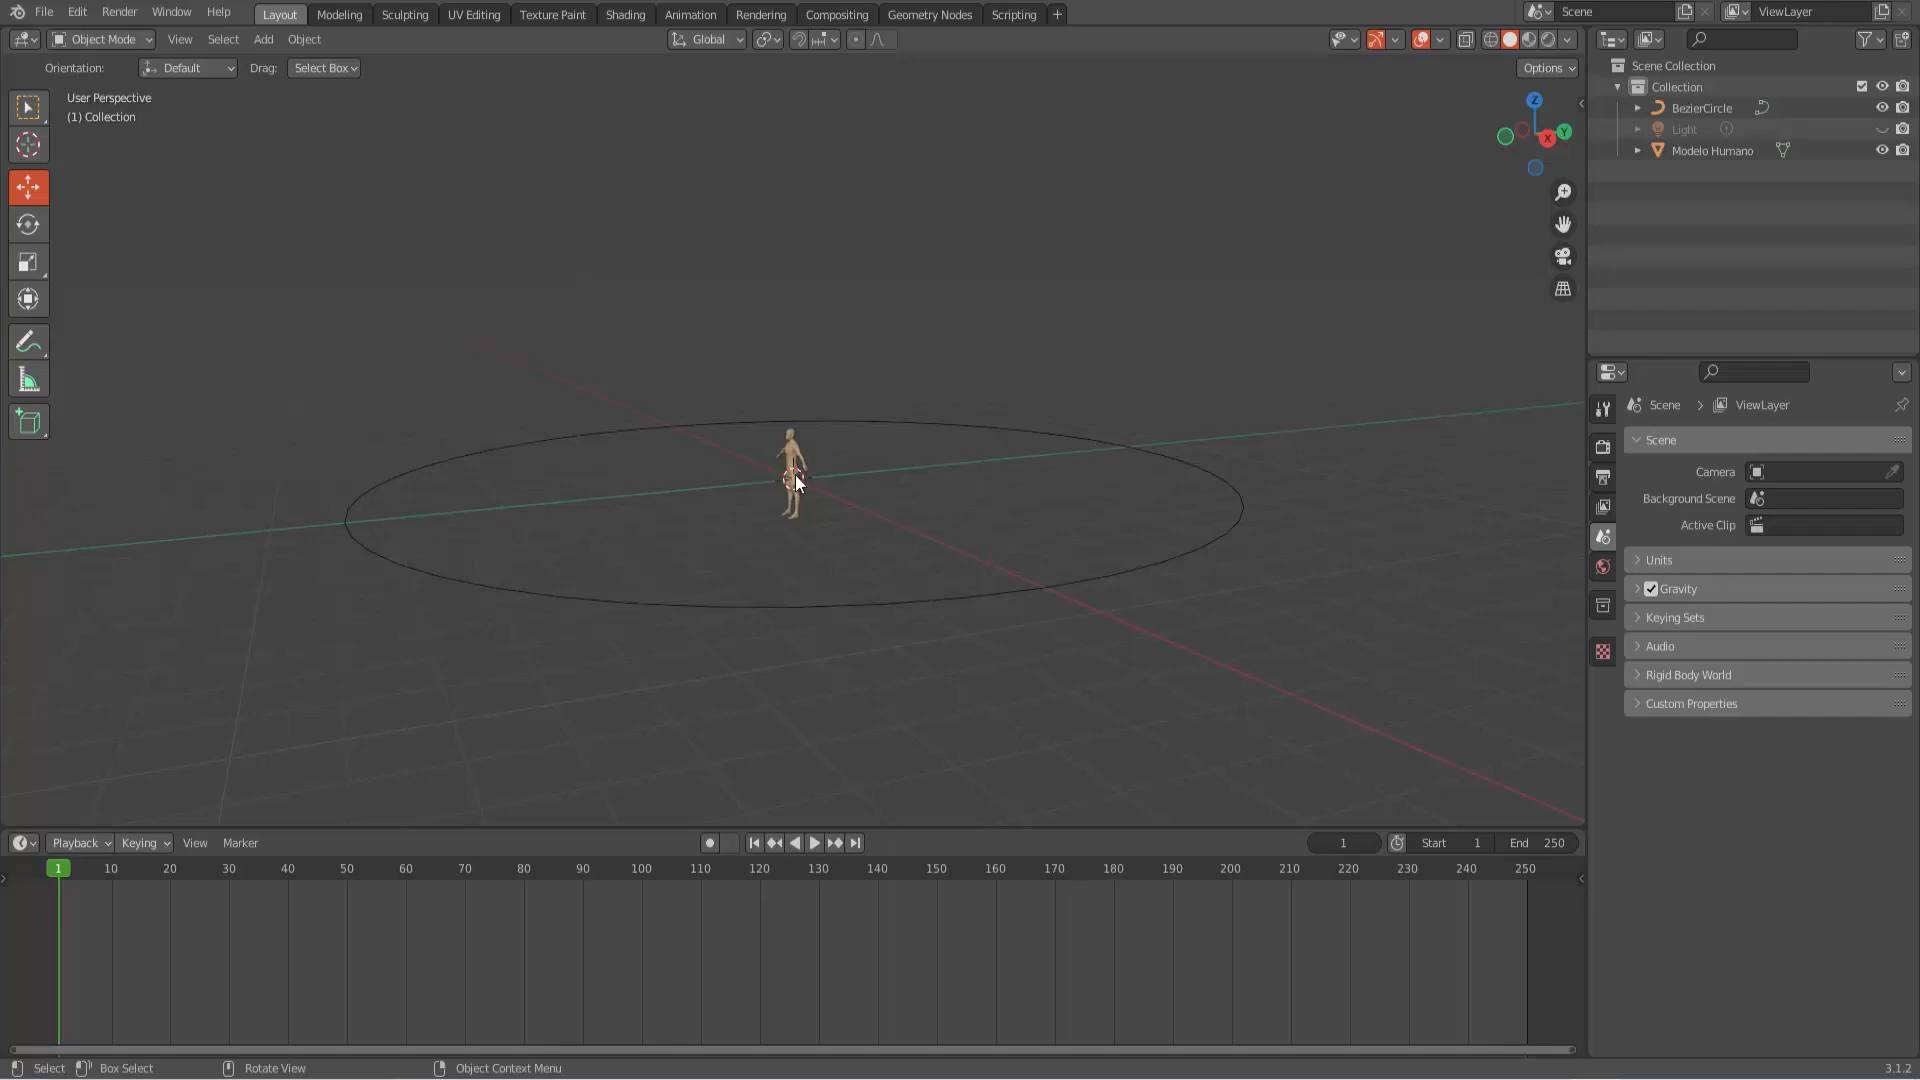 File Edit Render Window Help Layout Modeling Sculpting UV Editing Texture Paint Shading Animation Rendering Compositing Geometry Nodes Scripting + Scene ViewLayer
Object Mode View Select Add Object Global
Orientation: Default Drag: Select Box Options
User Perspective
(1) Collection
Z
Y
X
Scene Collection
Collection
BezierCircle
Light
Modelo Humano
Scene > ViewLayer
Scene
Camera
Background Scene
Active Clip
Units
Gravity
Keying Sets
Audio
Rigid Body World
Custom Properties
Playback Keying View Marker 1 Start 1 End 250
1 10 20 30 40 50 60 70 80 90 100 110 120 130 140 150 160 170 180 190 200 210 220 230 240 250
Select Box Select Rotate View Object Context Menu 3.1.2